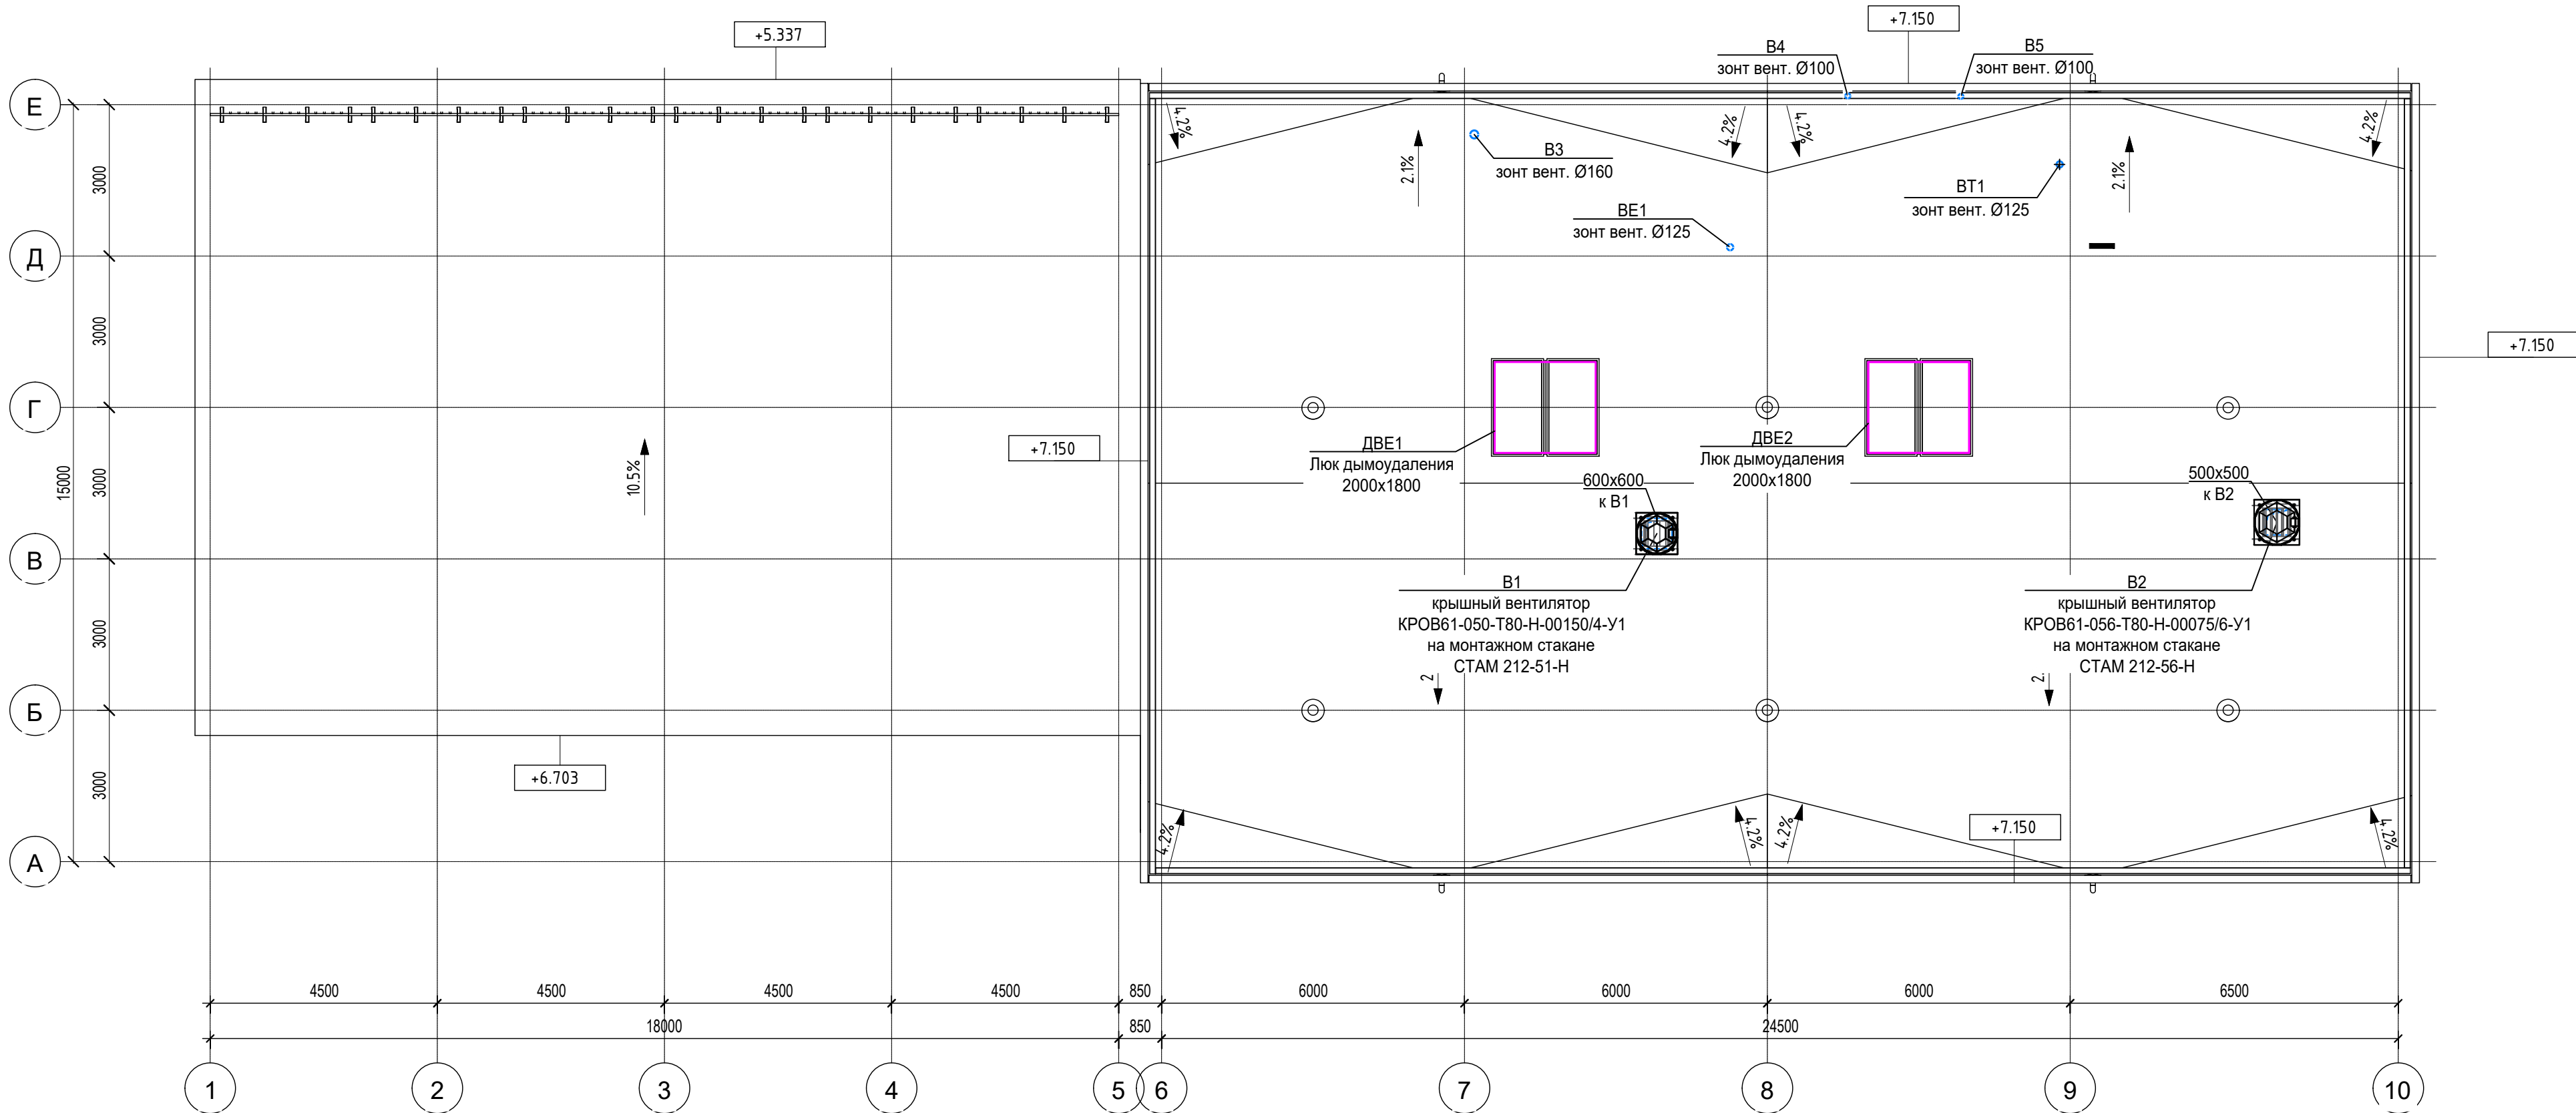 +5.337
+7.150
В4
зонт вент. Ø100
В5
зонт вент. Ø100
Е
4.2%
4.2%
4.2%
4.2%
2.1%
В3
зонт вент. Ø160
2.1%
ВТ1
зонт вент. Ø125
ВЕ1
зонт вент. Ø125
3000
Д
3000
+7.150
Г
+7.150
ДВЕ1
Люк дымоудаления
2000х1800
ДВЕ2
Люк дымоудаления
2000х1800
600х600
к В1
500х500
к В2
15000
3000
10.5%
В
В1
крышный вентилятор
КРОВ61-050-Т80-Н-00150/4-У1
на монтажном стакане
СТАМ 212-51-Н
В2
крышный вентилятор
КРОВ61-056-Т80-Н-00075/6-У1
на монтажном стакане
СТАМ 212-56-Н
3000
2
2.
Б
+6.703
3000
4.2%
4.2%
4.2%
4.2%
+7.150
А
4500
4500
4500
4500
850
6000
6000
6000
6500
18000
850
24500
1
2
3
4
5
6
7
8
9
10